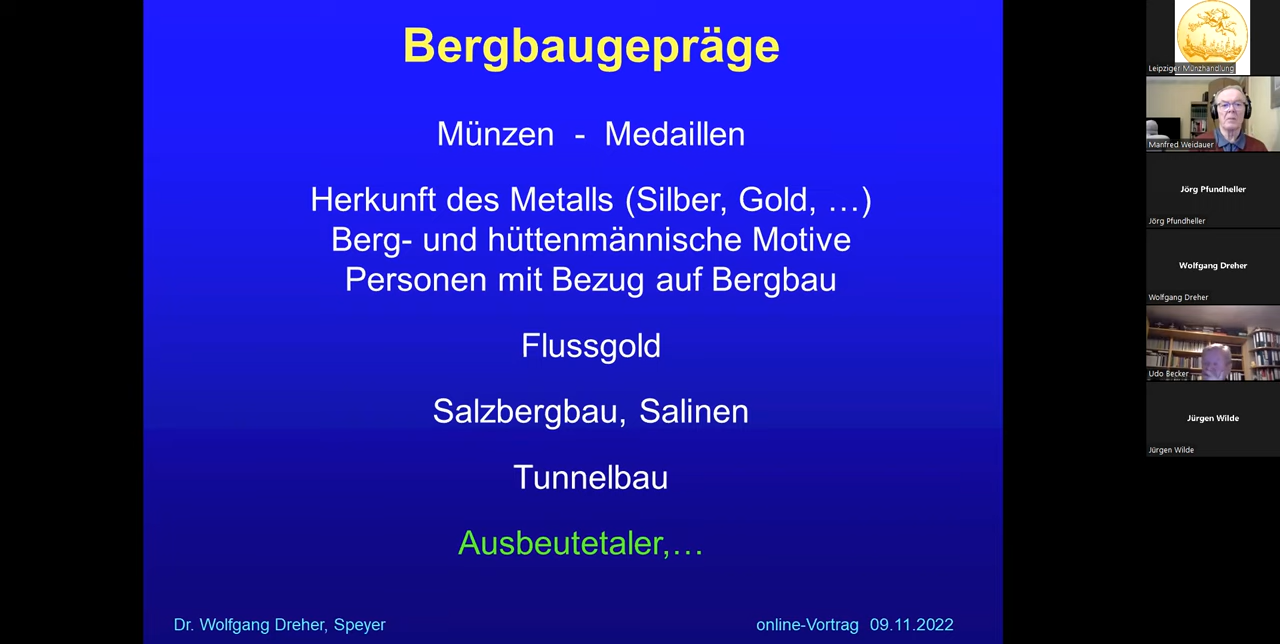 Bergbaugepräge
Münzen - Medaillen
Herkunft des Metalls (Silber, Gold, …)
Berg- und hüttenmännische Motive
Personen mit Bezug auf Bergbau
Flussgold
Salzbergbau, Salinen
Tunnelbau
Ausbeutetaler,…
Dr. Wolfgang Dreher, Speyer
online-Vortrag 09.11.2022
Leipziger Münzhandlung
Manfred Weidauer
Jörg Pfundheller
Jörg Pfundheller
Wolfgang Dreher
Wolfgang Dreher
Udo Becker
Jürgen Wilde
Jürgen Wilde